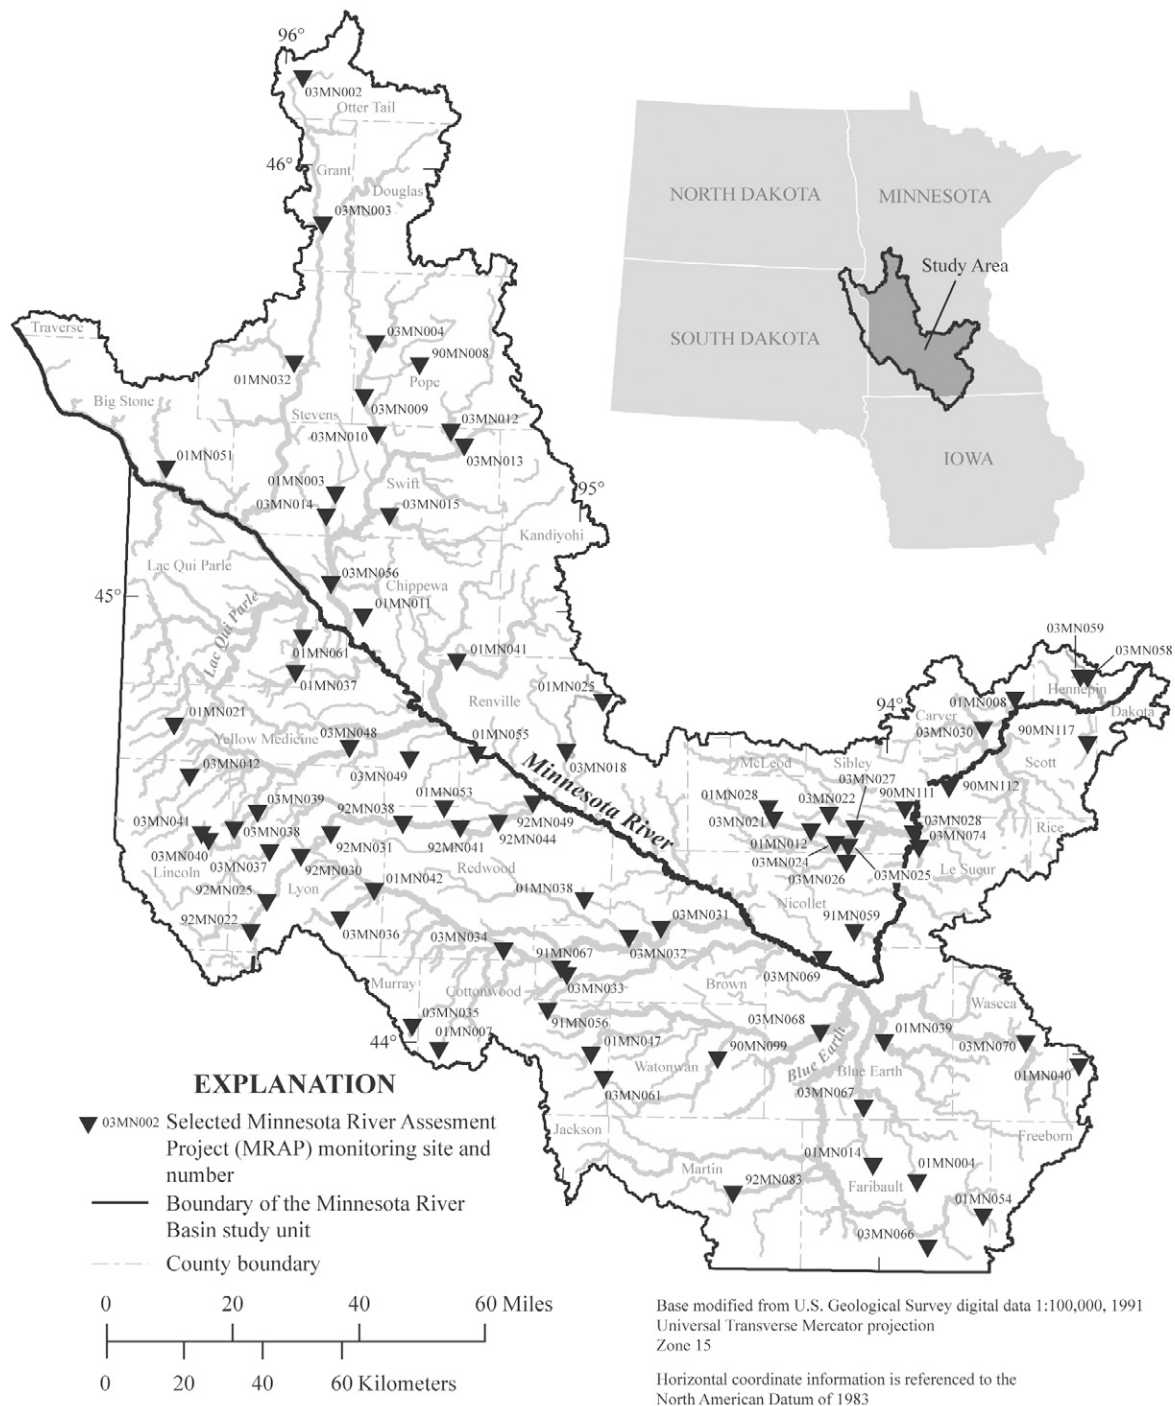 96°
03MN002
Otter Tail
46°
Grant
Douglas
03MN003
NORTH DAKOTA
MINNESOTA
Study Area
SOUTH DAKOTA
IOWA
Traverse
03MN004
90MN008
01MN032
Pope
Big Stone
03MN009
Stevens
03MN012
03MN010
03MN013
01MN051
01MN003
Swift
95°
03MN014
03MN015
Kandiyohi
Lac Qui Parle
03MN056
Chippewa
45°
01MN011
Lac Qui Parle
01MN061
01MN041
03MN059
03MN058
01MN037
01MN025
Hennepin
Renville
94°
01MN008
Dakota
01MN021
Carver
03MN030
90MN117
Yellow Medicine
03MN048
01MN055
Minnesota River
03MN042
03MN049
03MN018
McLeod
Sibley
Scott
03MN027
90MN112
03MN039
92MN038
01MN053
01MN028
03MN022
90MN111
03MN041
03MN038
92MN049
03MN021
03MN028
Rice
03MN074
03MN040
92MN031
92MN041
92MN044
01MN012
03MN024
03MN037
92MN030
Redwood
03MN026
03MN025
Le Sueur
Lincoln
92MN025
Lyon
01MN042
01MN038
Nicollet
92MN022
03MN036
03MN034
03MN031
91MN059
03MN032
91MN067
03MN069
03MN033
Murray
Cottonwood
Brown
Waseca
03MN035
91MN056
03MN068
01MN039
44°
01MN007
01MN047
90MN099
03MN070
Watonwan
Blue Earth
Blue Earth
01MN040
03MN061
03MN067
Jackson
Freeborn
Martin
01MN014
01MN004
92MN083
Faribault
01MN054
03MN066
EXPLANATION
03MN002 Selected Minnesota River Assesment
Project (MRAP) monitoring site and
number
Boundary of the Minnesota River
Basin study unit
County boundary
0 20 40 60 Miles
0 20 40 60 Kilometers
Base modified from U.S. Geological Survey digital data 1:100,000, 1991
Universal Transverse Mercator projection
Zone 15
Horizontal coordinate information is referenced to the
North American Datum of 1983